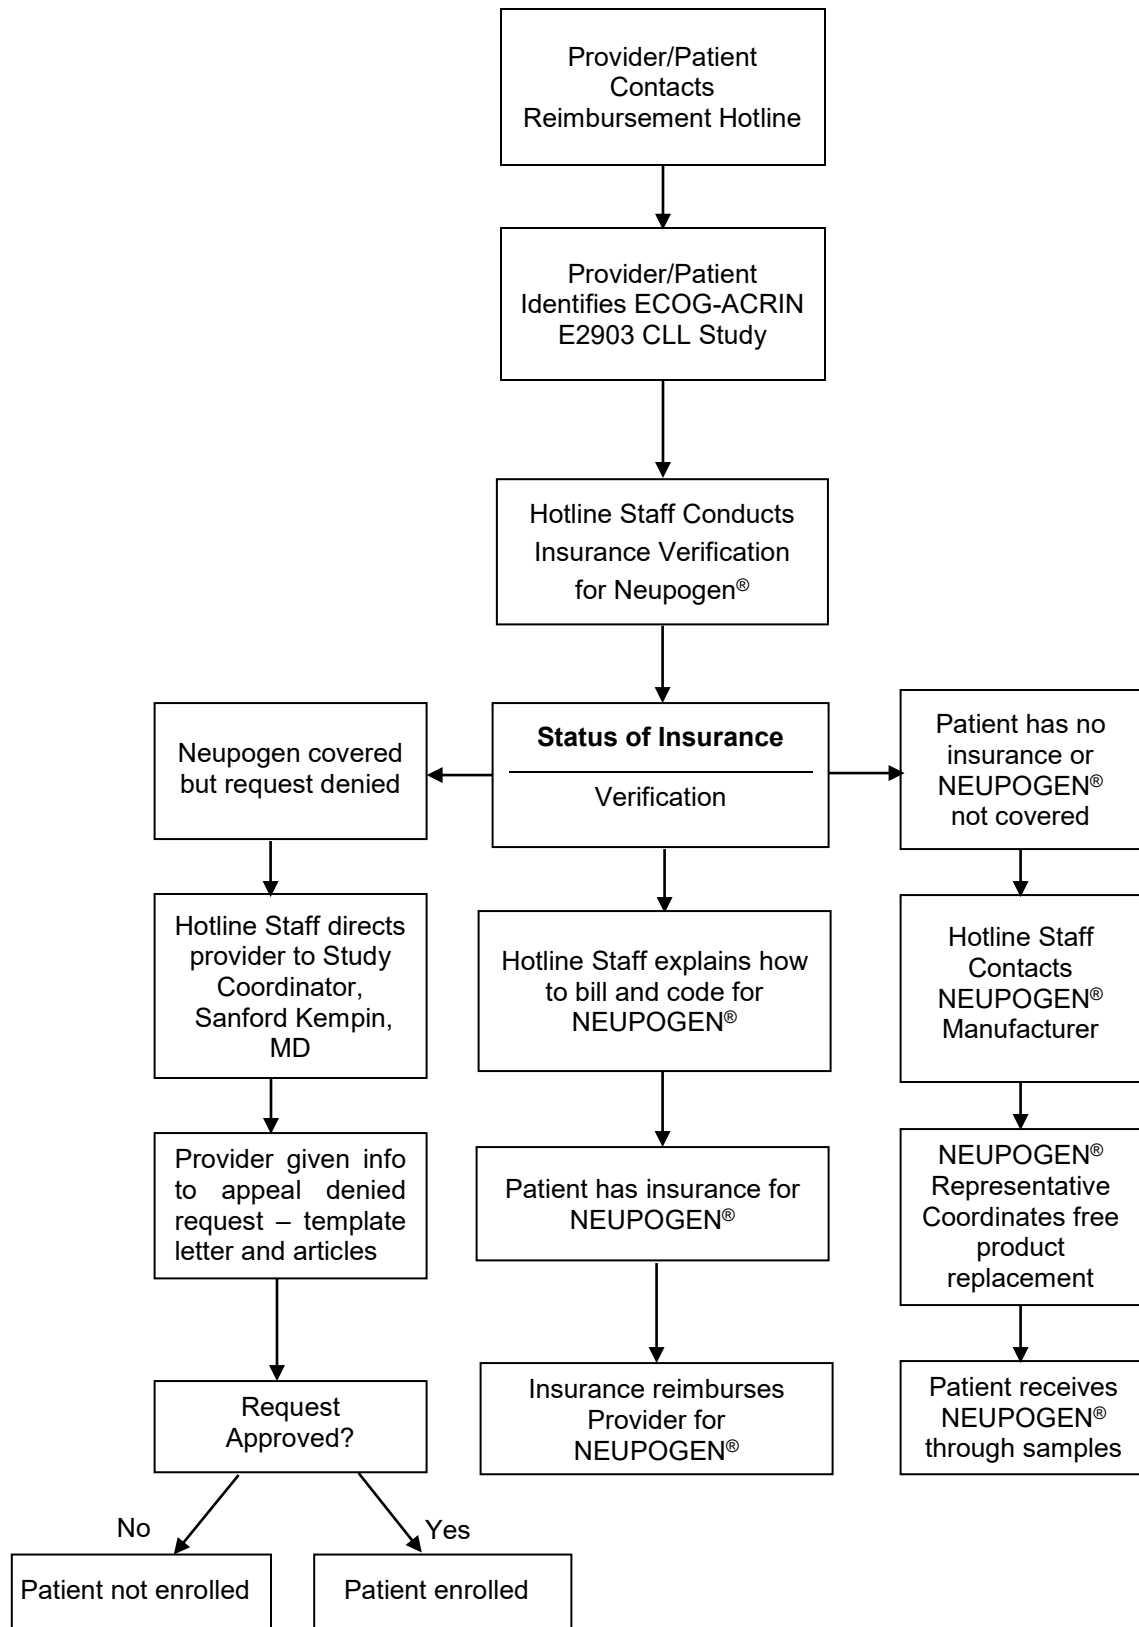 Provider/Patient
Contacts
Reimbursement Hotline
Provider/Patient
Identifies ECOG-ACRIN
E2903 CLL Study
Hotline Staff Conducts
Insurance Verification
for Neupogen®
Status of Insurance
Verification
Neupogen covered
but request denied
Hotline Staff directs
provider to Study
Coordinator,
Sanford Kempin,
MD
Provider given info
to appeal denied
request – template
letter and articles
Request
Approved?
No
Yes
Patient not enrolled
Patient enrolled
Hotline Staff explains how
to bill and code for
NEUPOGEN®
Patient has insurance for
NEUPOGEN®
Insurance reimburses
Provider for
NEUPOGEN®
Patient has no
insurance or
NEUPOGEN®
not covered
Hotline Staff
Contacts
NEUPOGEN®
Manufacturer
NEUPOGEN®
Representative
Coordinates free
product
replacement
Patient receives
NEUPOGEN®
through samples